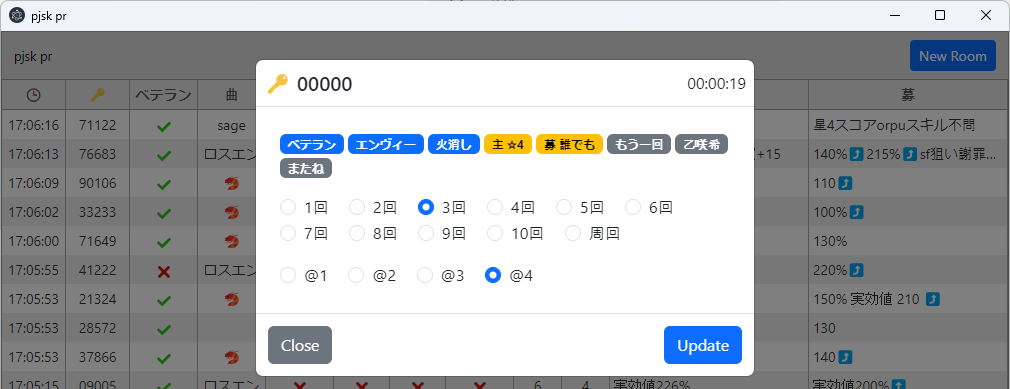 pjsk pr
pjsk pr
New Room
ベテラン 曲 募
17:06:16 71122 sage 星4スコアorpuスキル不問
17:06:13 76683 ロスエン /+15 140% 215% sf狙い謝罪...
17:06:09 90106 110
17:06:02 33233 100%
17:06:00 71649 130%
17:05:55 41222 ロスエン 220%
17:05:53 21324 150% 実効値 210
17:05:53 28572 130
17:05:53 37866 140
17:05:15 09005 ロスエン 6 4 実効値226% 実効値200%
00000 00:00:19
ベテラン エンヴィー 火消し 主 ☆4 募 誰でも もう一回 乙咲希
またね
1回 2回 3回 4回 5回 6回
7回 8回 9回 10回 周回
@1 @2 @3 @4
Close Update